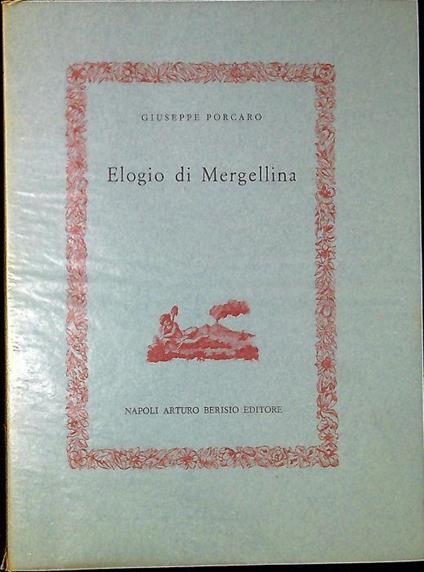 GIUSEPPE PORCARO
Elogio di Mergellina
NAPOLI ARTURO BERISIO EDITORE